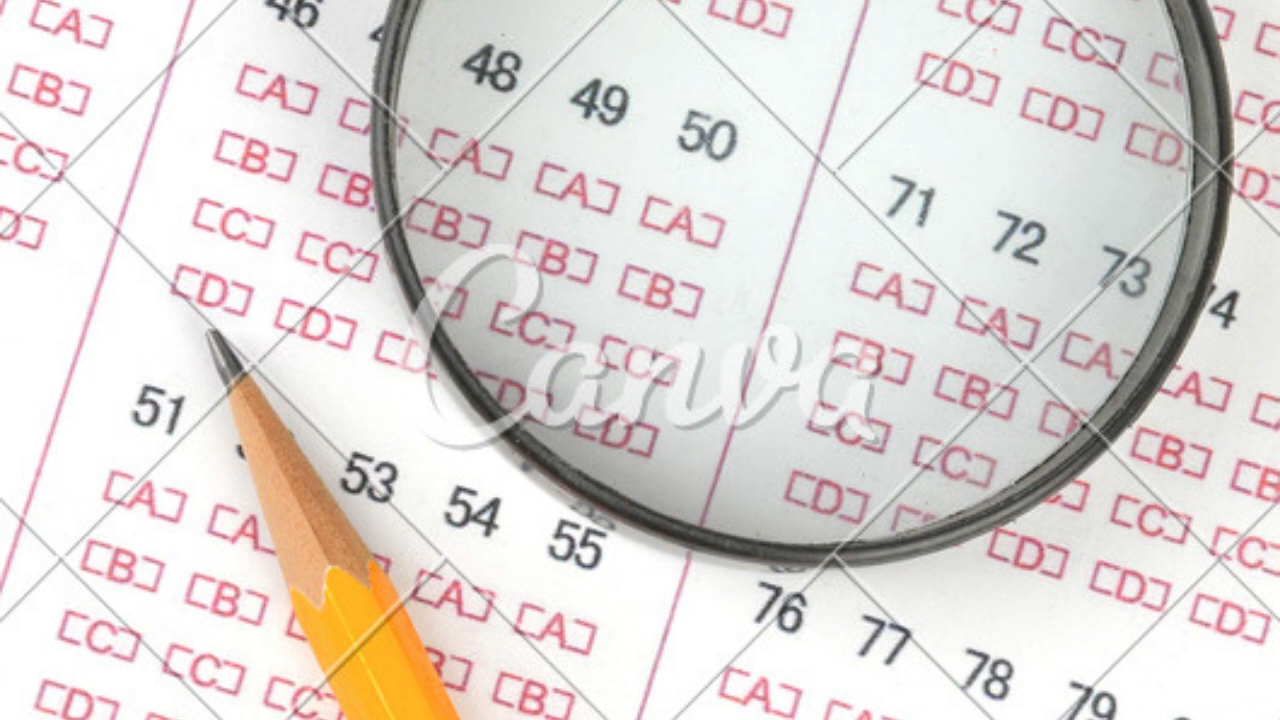 [A]
[B]
[C]
[D]
[D]
46 48 49 50
[A] [A] [A] [A]
[B] [B] [B] [B] [B]
[C] [C] [C] [C]
[D] [D] [D] [D] [D]
51 53 54 55
[A] [A] [A] [A]
[B] [B] [B] [B]
[C] [C] [C]
[D]
[C] [C] [C]
[D] [D] [D] [D]
71 72 73 74
[A] [A] [A] [A] [A]
[B] [B] [B] [B]
[C] [C] [C] [C]
[D] [D] [D] [D]
76 77 78 79
[A]
Canva